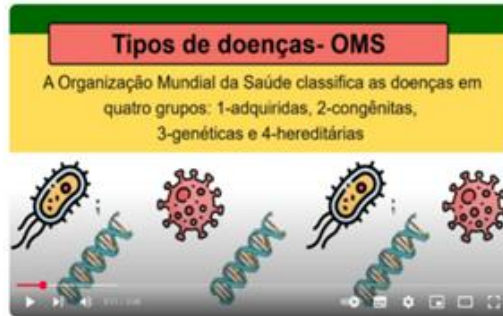 Tipos de doenças- OMS
A Organização Mundial da Saúde classifica as doenças em
quatro grupos: 1-adquiridas, 2-congênitas,
3-genéticas e 4-hereditárias
; ;